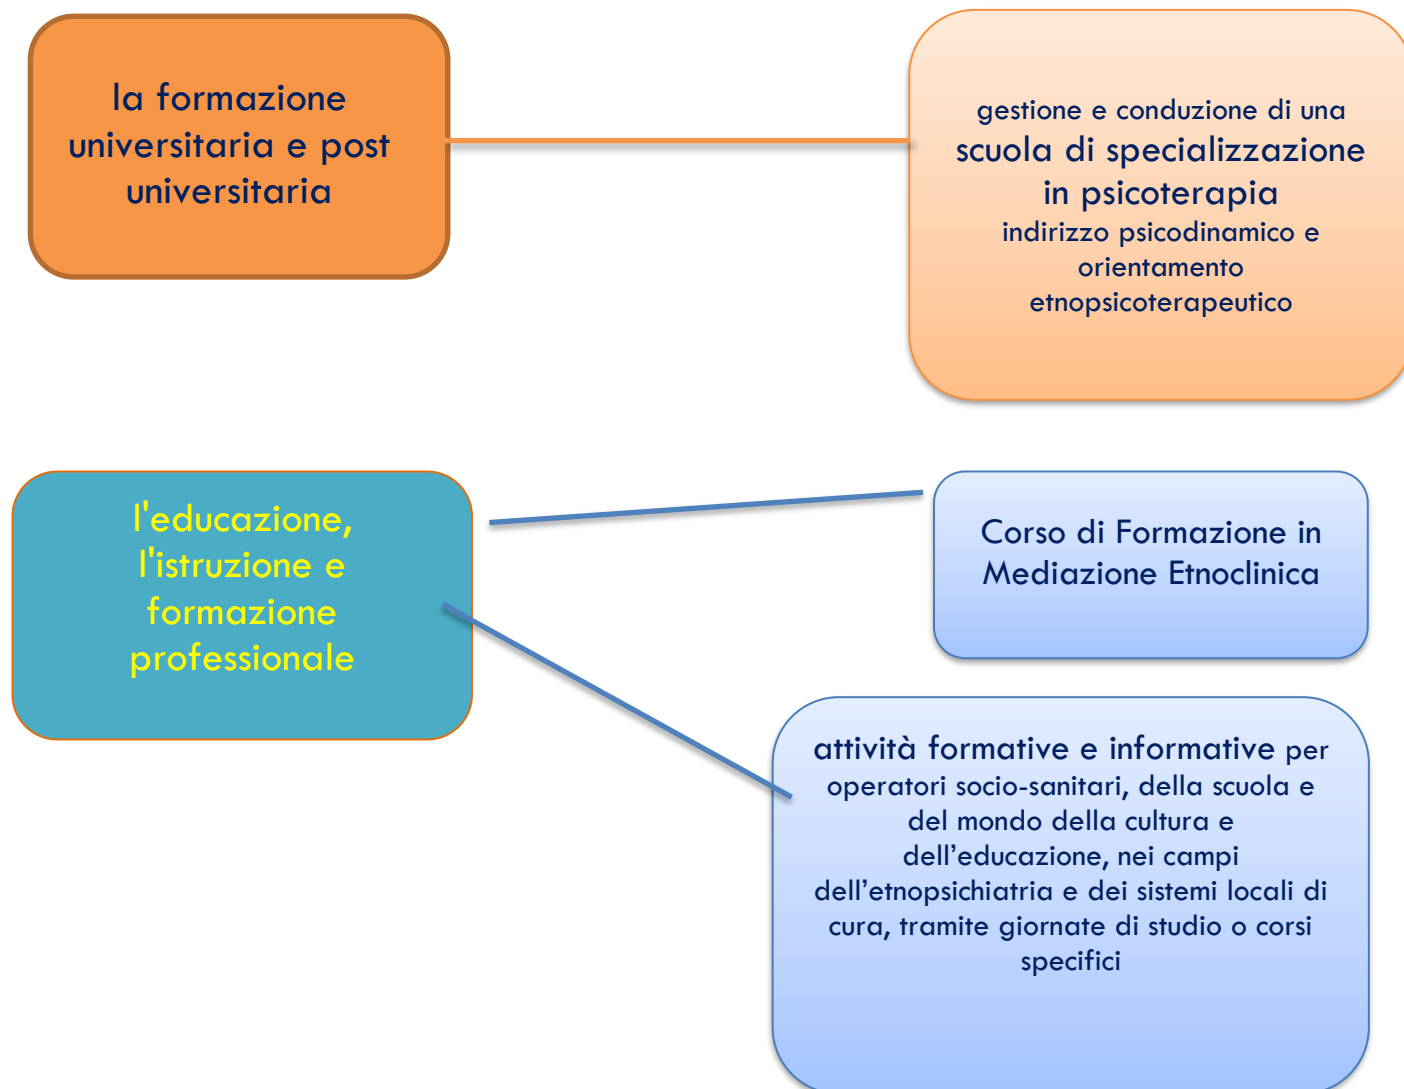 la formazione
universitaria e post
universitaria
gestione e conduzione di una
scuola di specializzazione
in psicoterapia
indirizzo psicodinamico e
orientamento
etnopsicoterapeutico
l'educazione,
l'istruzione e
formazione
professionale
Corso di Formazione in
Mediazione Etnoclinica
attività formative e informative per
operatori socio-sanitari, della scuola e
del mondo della cultura e
dell’educazione, nei campi
dell’etnopsichiatria e dei sistemi locali di
cura, tramite giornate di studio o corsi
specifici